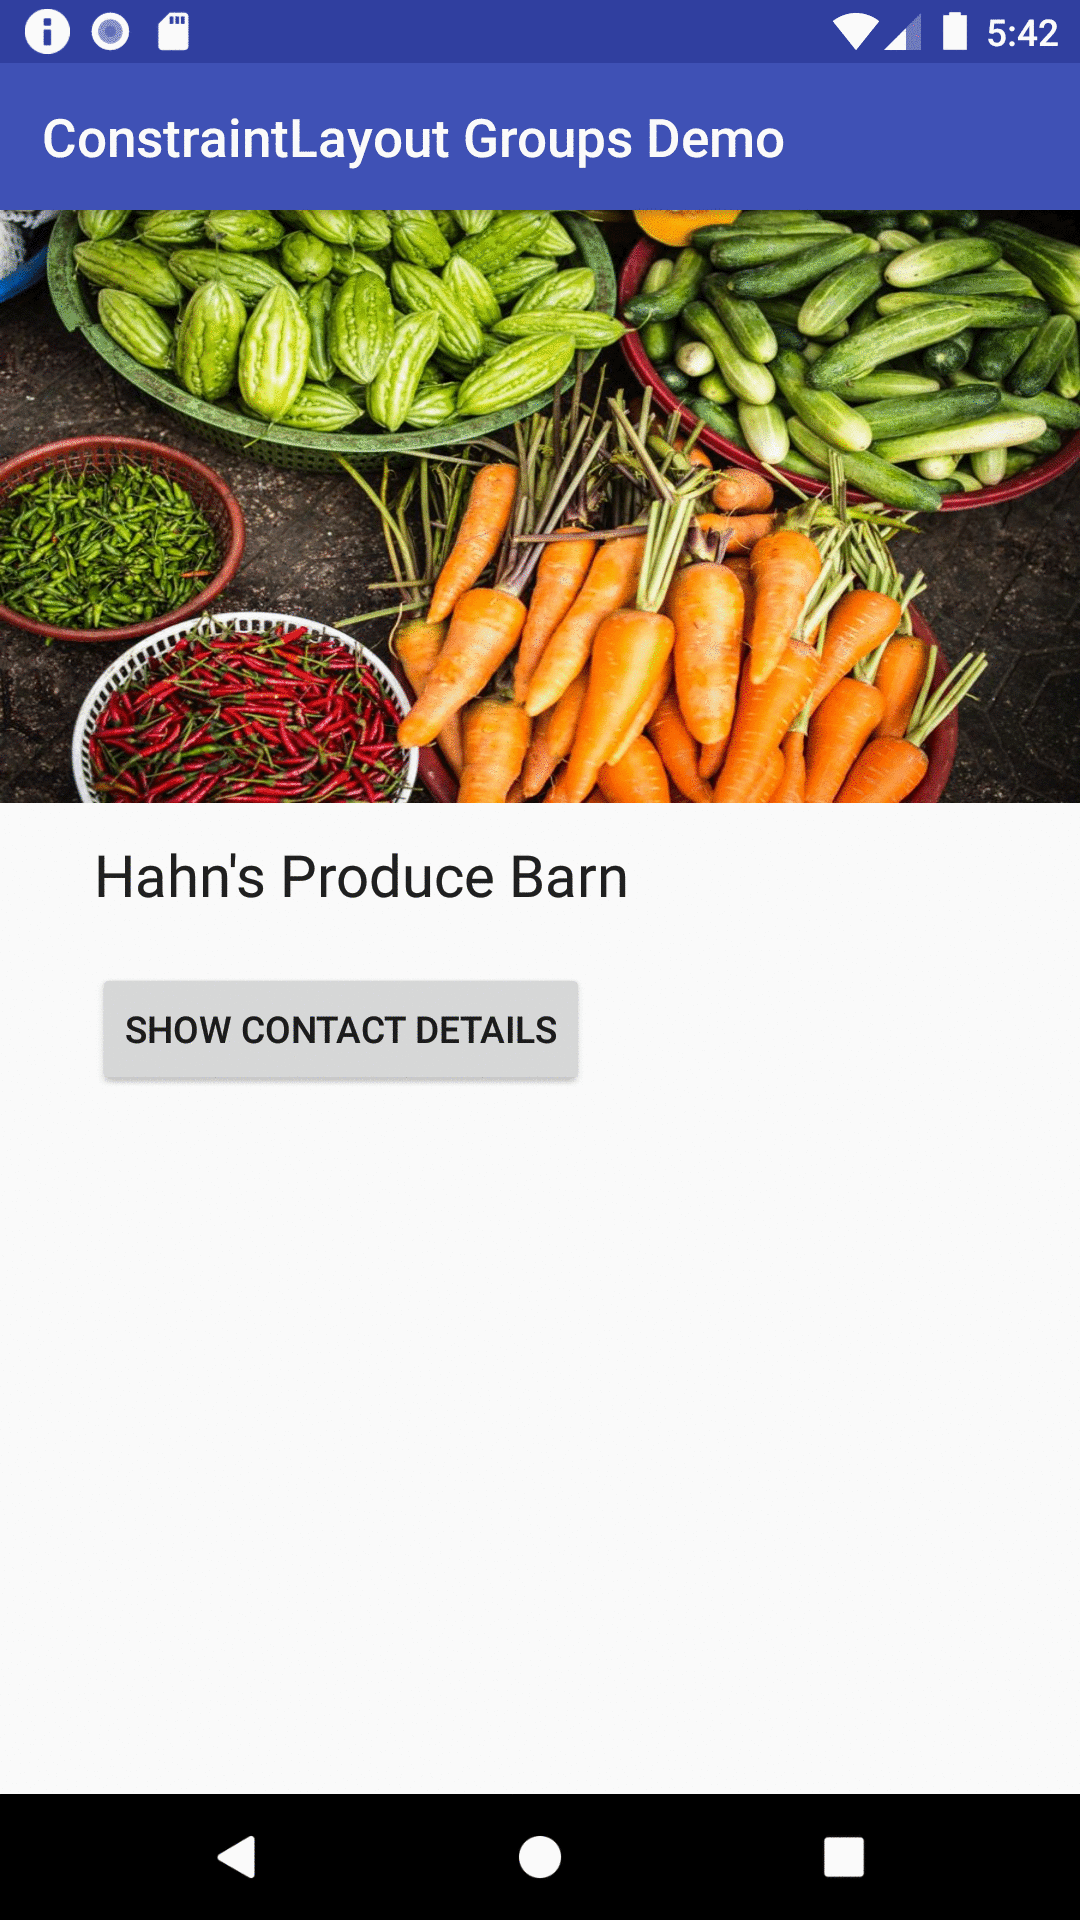 5:42
ConstraintLayout Groups Demo
Hahn's Produce Barn
SHOW CONTACT DETAILS